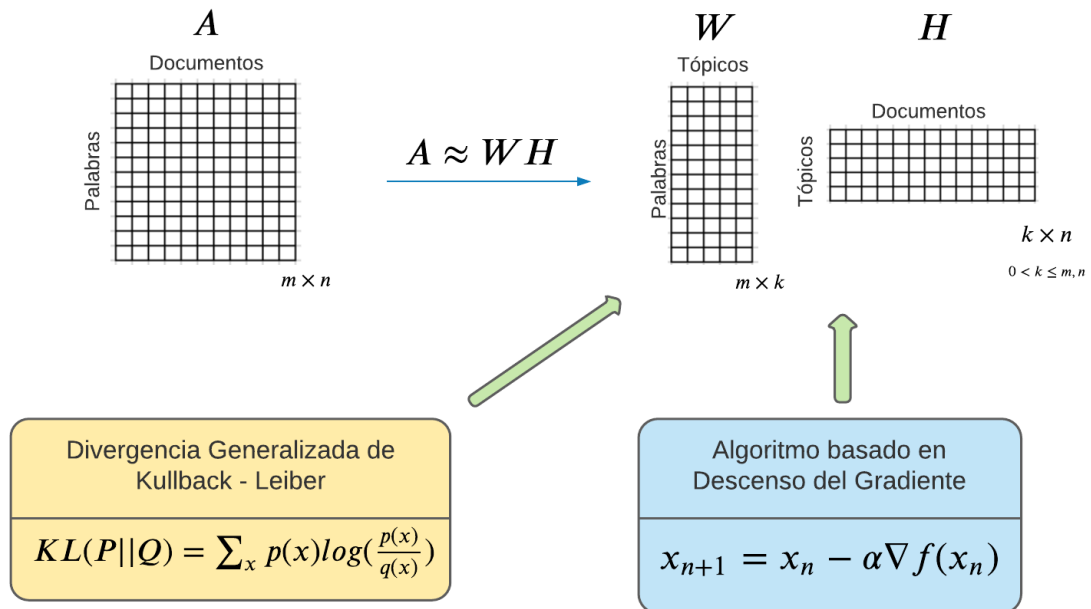 A
Documentos
Palabras
m × n
A ≈ WH
W
Tópicos
Palabras
m × k
H
Documentos
Tópicos
k × n
0 < k ≤ m, n
Divergencia Generalizada de
Kullback - Leiber
KL(P||Q) = ∑ₓ p(x)log(p(x)/q(x))
Algoritmo basado en
Descenso del Gradiente
xₙ₊₁ = xₙ − α∇f(xₙ)